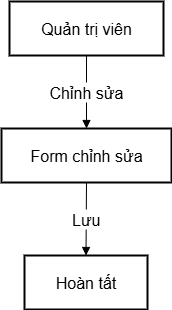 Quản trị viên
Chỉnh sửa
Form chỉnh sửa
Lưu
Hoàn tất